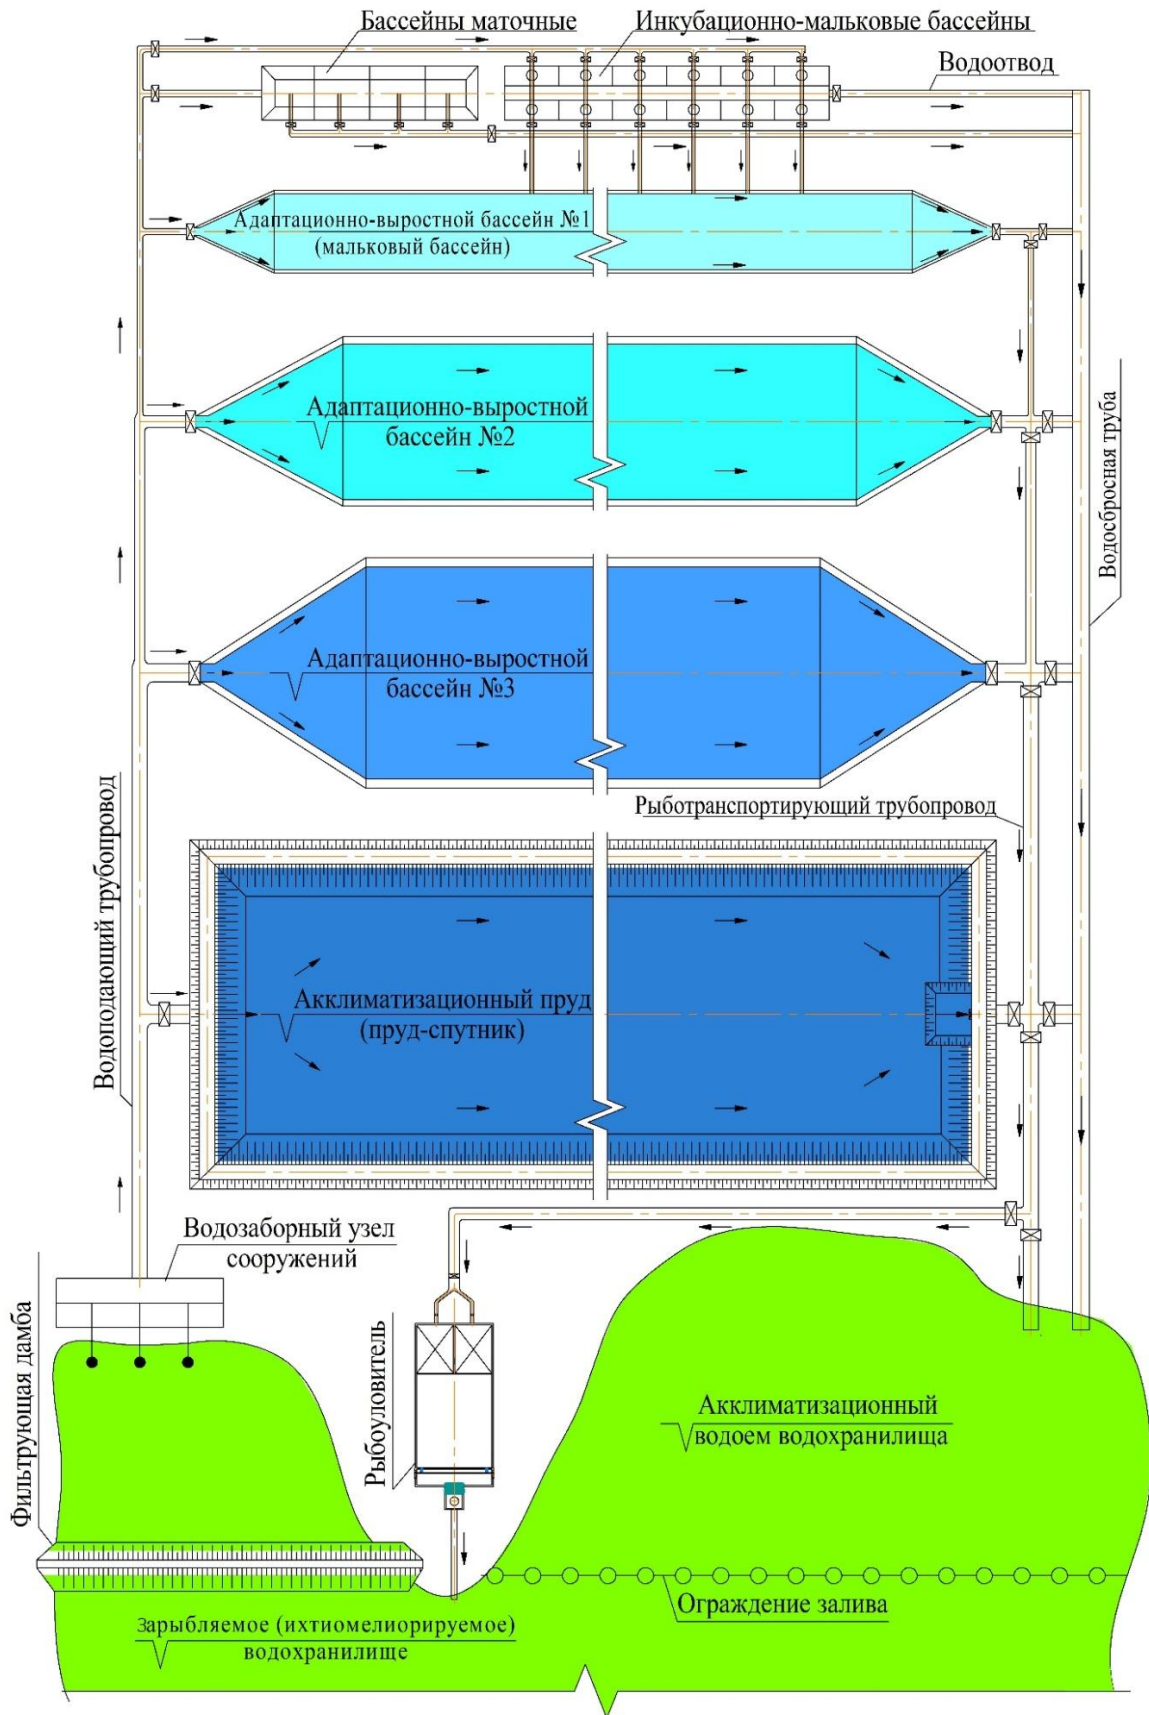 Бассейны маточные
Инкубационно-мальковые бассейны
Водоотвод
Адаптационно-выростной бассейн №1
(мальковый бассейн)
Адаптационно-выростной
бассейн №2
Водосбросная труба
Адаптационно-выростной
бассейн №3
Рыботранспортирующий трубопровод
Водоподающий трубопровод
Акклиматизационный пруд
(пруд-спутник)
Водозаборный узел
сооружений
Фильтрующая дамба
Рыбоуловитель
Акклиматизационный
водоем водохранилища
Ограждение залива
Зарыбляемое (ихтиомелиорируемое)
водохранилище